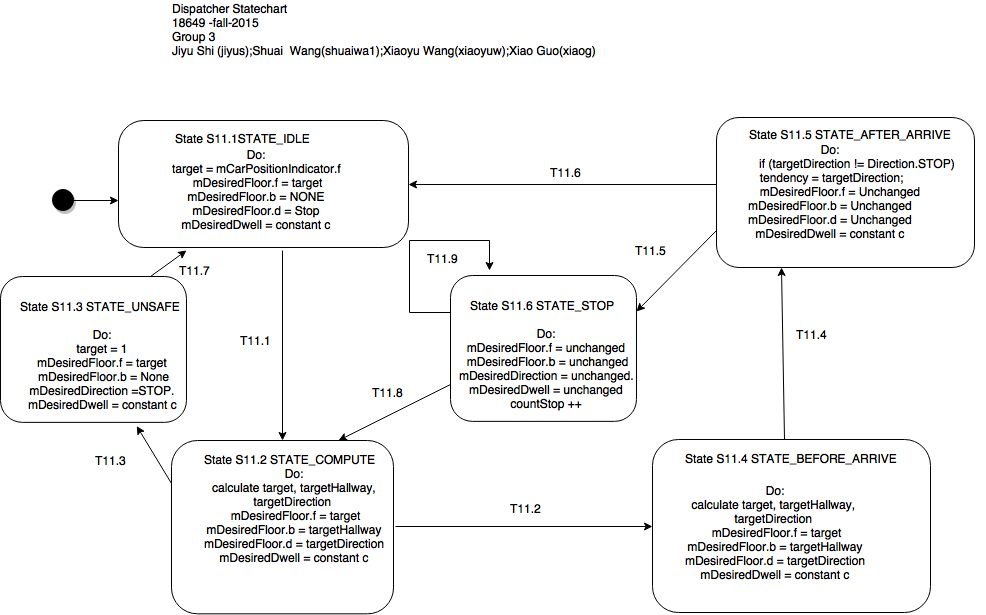 Dispatcher Statechart
18649 -fall-2015
Group 3
Jiyu Shi (jiyus);Shuai Wang(shuaiwa1);Xiaoyu Wang(xiaoyuw);Xiao Guo(xiaog)
State S11.1STATE_IDLE
Do:
target = mCarPositionIndicator.f
mDesiredFloor.f = target
mDesiredFloor.b = NONE
mDesiredFloor.d = Stop
mDesiredDwell = constant c
T11.6
State S11.5 STATE_AFTER_ARRIVE
Do:
if (targetDirection != Direction.STOP)
tendency = targetDirection;
mDesiredFloor.f = Unchanged
mDesiredFloor.b = Unchanged
mDesiredFloor.d = Unchanged
mDesiredDwell = constant c
T11.7
T11.9
T11.5
State S11.3 STATE_UNSAFE
Do:
target = 1
mDesiredFloor.f = target
mDesiredFloor.b = None
mDesiredDirection =STOP.
mDesiredDwell = constant c
T11.1
State S11.6 STATE_STOP
Do:
mDesiredFloor.f = unchanged
mDesiredFloor.b = unchanged
mDesiredDirection = unchanged.
mDesiredDwell = unchanged
countStop ++
T11.4
T11.8
T11.3
State S11.2 STATE_COMPUTE
Do:
calculate target, targetHallway,
targetDirection
mDesiredFloor.f = target
mDesiredFloor.b = targetHallway
mDesiredFloor.d = targetDirection
mDesiredDwell = constant c
T11.2
State S11.4 STATE_BEFORE_ARRIVE
Do:
calculate target, targetHallway,
targetDirection
mDesiredFloor.f = target
mDesiredFloor.b = targetHallway
mDesiredFloor.d = targetDirection
mDesiredDwell = constant c